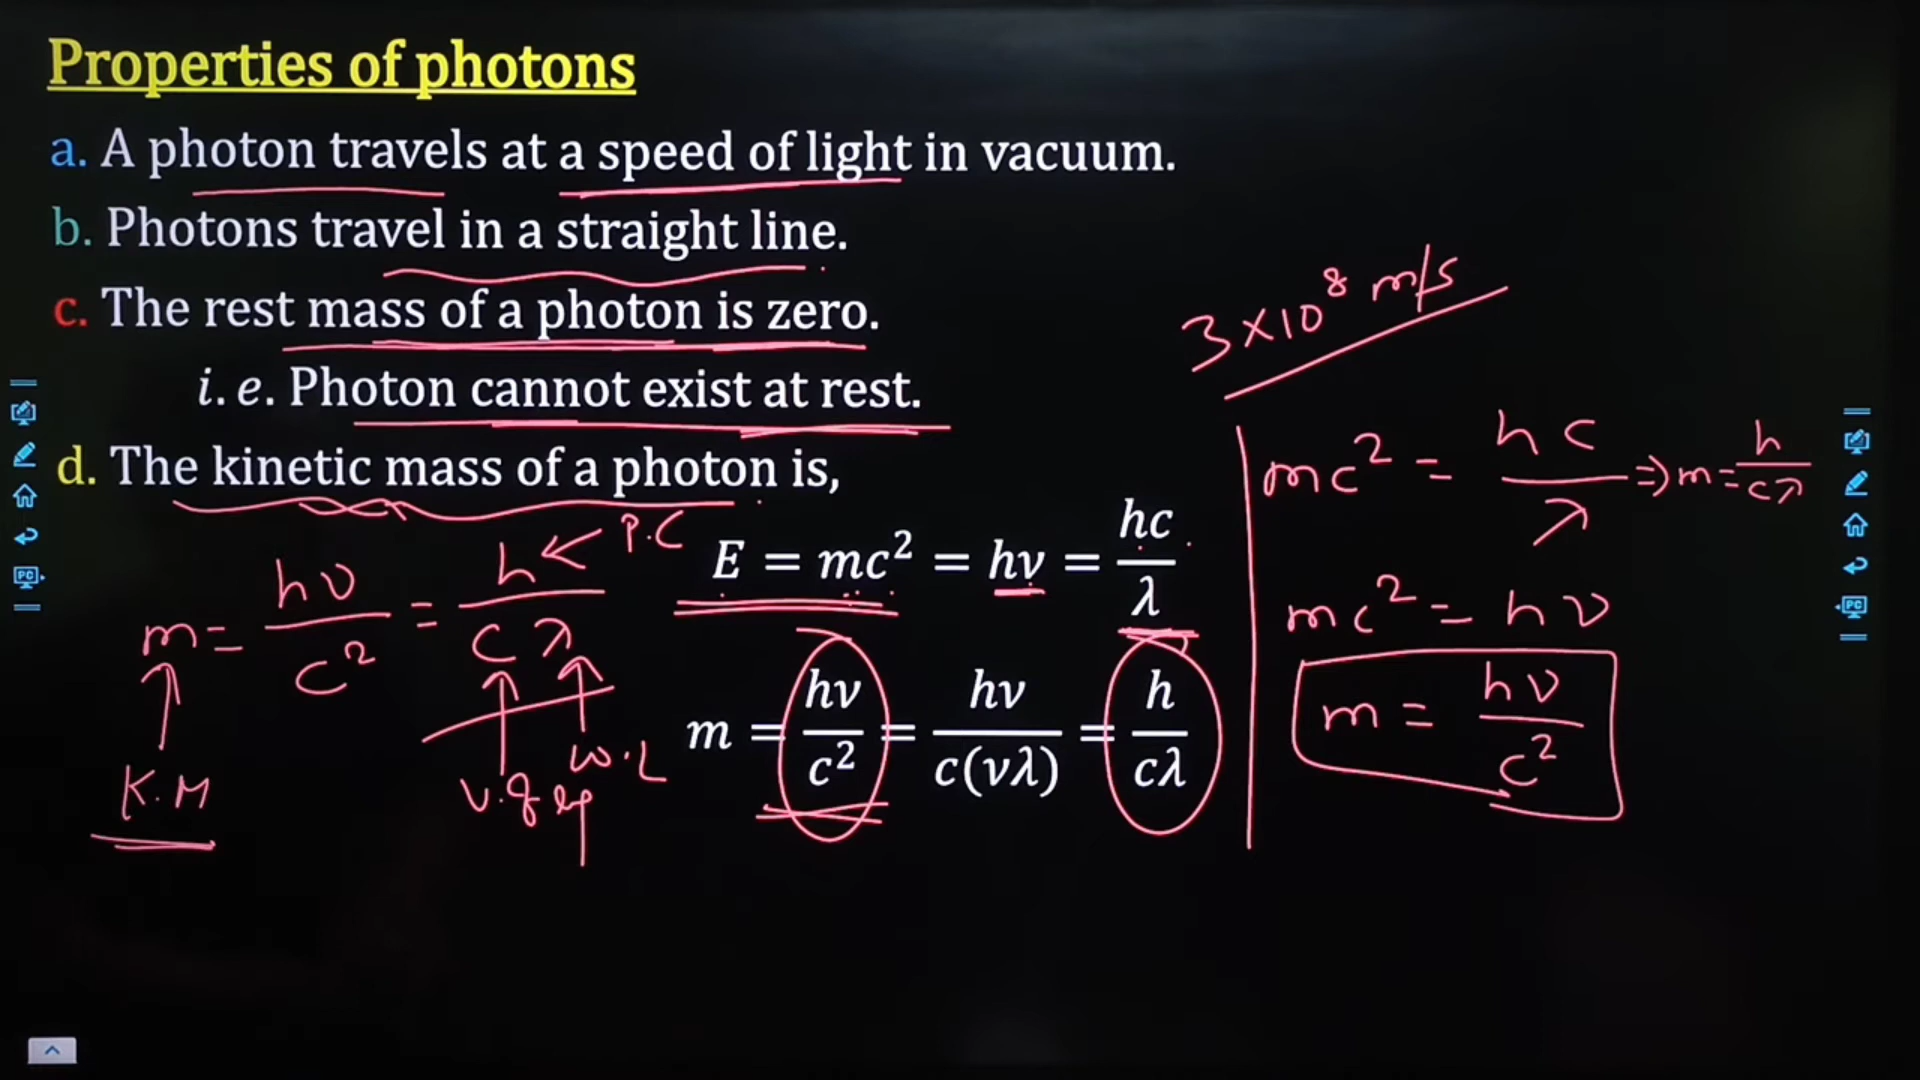 Properties of photons
a. A photon travels at a speed of light in vacuum.
b. Photons travel in a straight line.
c. The rest mass of a photon is zero.
i. e. Photon cannot exist at rest.
d. The kinetic mass of a photon is,
E = mc² = hν = hc/λ
m = hν/c² = hν/c(νλ) = h/cλ
m = hν/c² = h/cλ
P.C
K.M
W.L
3×10⁸ m/s
mc² = hc/λ ⇒ m = h/cλ
mc² = hν
m = hν/c²
PC
PC